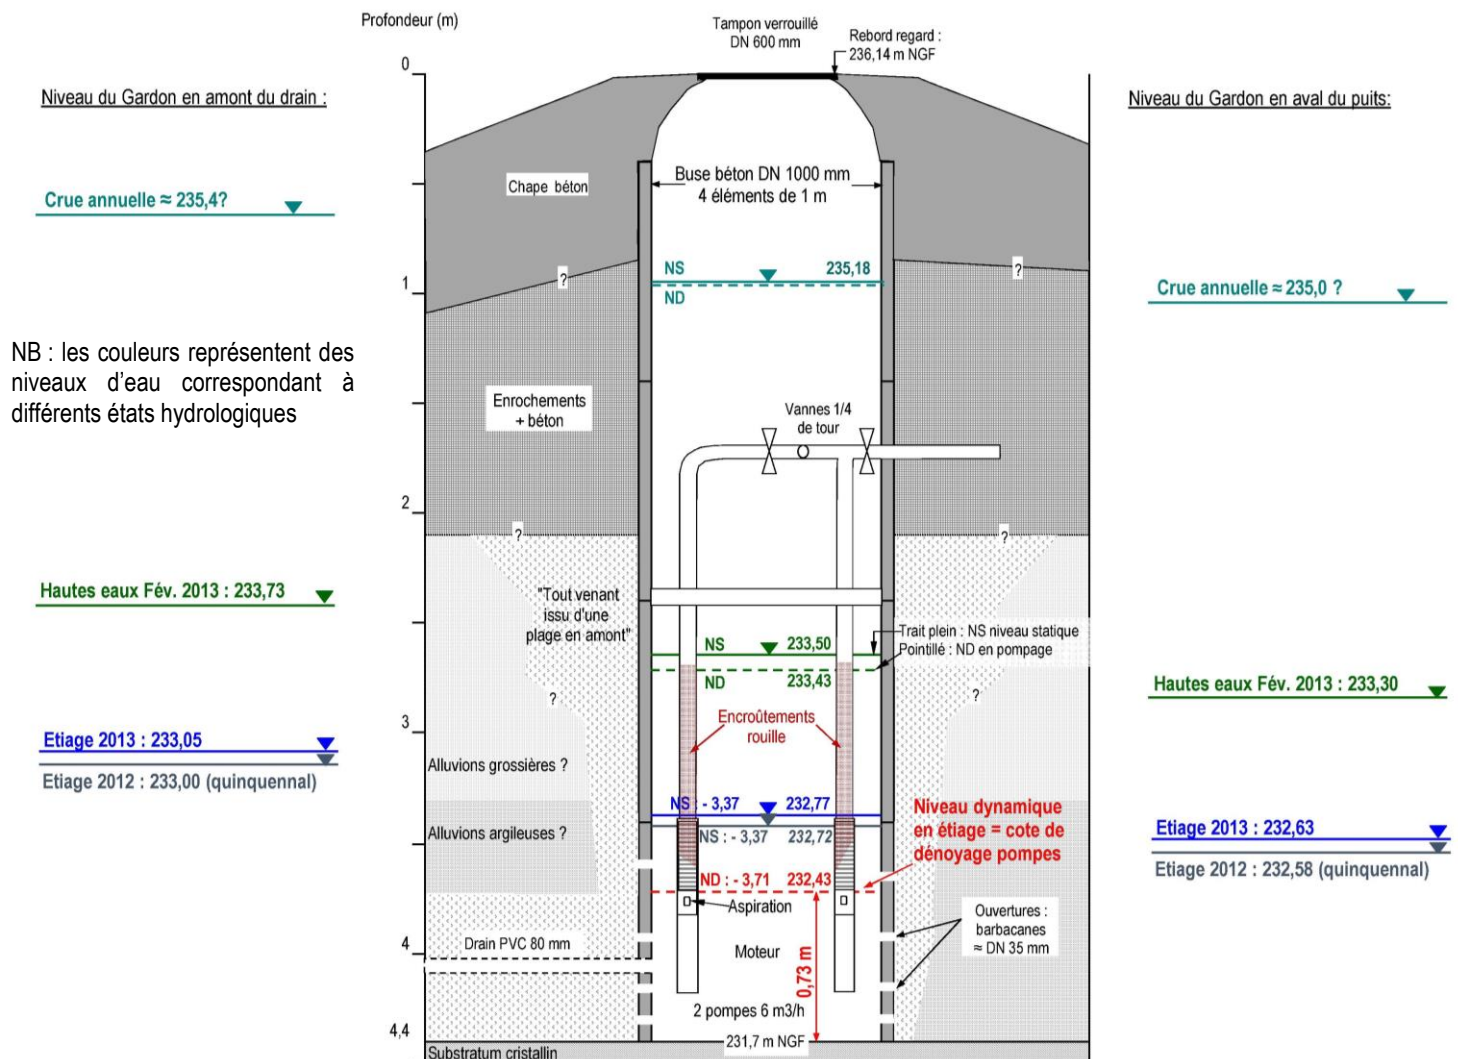 Profondeur (m)
Tampon verrouillé
DN 600 mm
Rebord regard :
236,14 m NGF
0
Niveau du Gardon en amont du drain :
Niveau du Gardon en aval du puits:
Chape béton
Buse béton DN 1000 mm
4 éléments de 1 m
Crue annuelle ≈ 235,4?
NS
235,18
ND
?
?
1
Crue annuelle ≈ 235,0 ?
NB : les couleurs représentent des
niveaux d'eau correspondant à
différents états hydrologiques
Enrochements
+ béton
Vannes 1/4
de tour
2
?
?
Hautes eaux Fév. 2013 : 233,73
"Tout venant
issu d'une
plage en amont"
NS
233,50
ND
233,43
Trait plein : NS niveau statique
Pointillé : ND en pompage
?
?
Hautes eaux Fév. 2013 : 233,30
3
Encroûtements
rouille
Etiage 2013 : 233,05
Etiage 2012 : 233,00 (quinquennal)
Alluvions grossières ?
NS : - 3,37
232,77
NS : - 3,37
232,72
Alluvions argileuses ?
Niveau dynamique
en étiage = cote de
dénoyage pompes
Etiage 2013 : 232,63
Etiage 2012 : 232,58 (quinquennal)
ND : - 3,71
232,43
Aspiration
Ouvertures :
barbacanes
≈ DN 35 mm
4
Drain PVC 80 mm
Moteur
0,73 m
2 pompes 6 m3/h
4,4
231,7 m NGF
Substratum cristallin